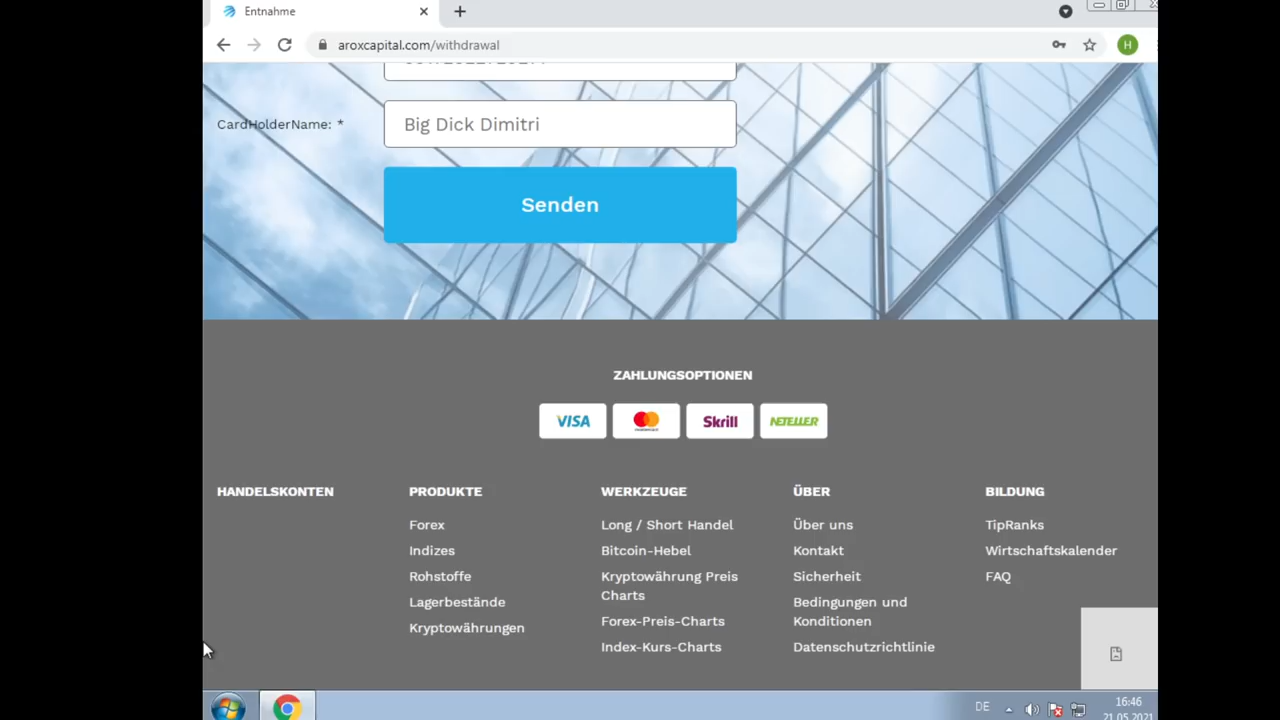 Entnahme
aroxcapital.com/withdrawal
H
CardHolderName: *
Big Dick Dimitri
Senden
ZAHLUNGSOPTIONEN
VISA
Skrill
NETELLER
HANDELSKONTEN
PRODUKTE
Forex
Indizes
Rohstoffe
Lagerbestände
Kryptowährungen
WERKZEUGE
Long / Short Handel
Bitcoin-Hebel
Kryptowährung Preis
Charts
Forex-Preis-Charts
Index-Kurs-Charts
ÜBER
Über uns
Kontakt
Sicherheit
Bedingungen und
Konditionen
Datenschutzrichtlinie
BILDUNG
TipRanks
Wirtschaftskalender
FAQ
DE
16:46
21.05.2021